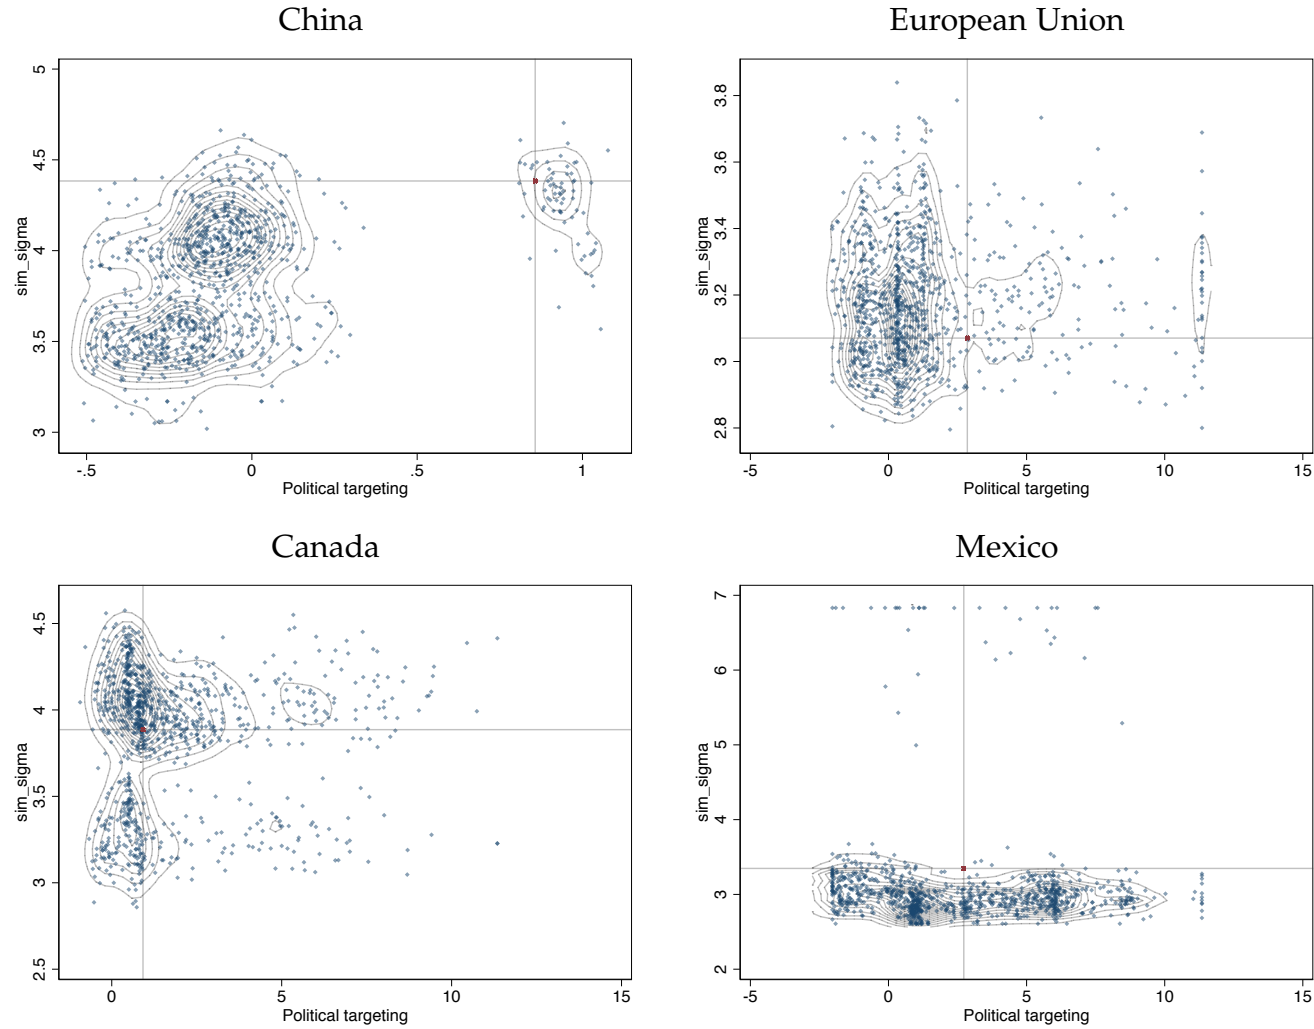 China
European Union
5
4.5
4
3.5
3
sim_sigma
-.5 0 .5 1
Political targeting
3.8
3.6
3.4
3.2
3
2.8
sim_sigma
-5 0 5 10 15
Political targeting
Canada
Mexico
4.5
4
3.5
3
2.5
sim_sigma
0 5 10 15
Political targeting
7
6
5
4
3
2
sim_sigma
-5 0 5 10 15
Political targeting